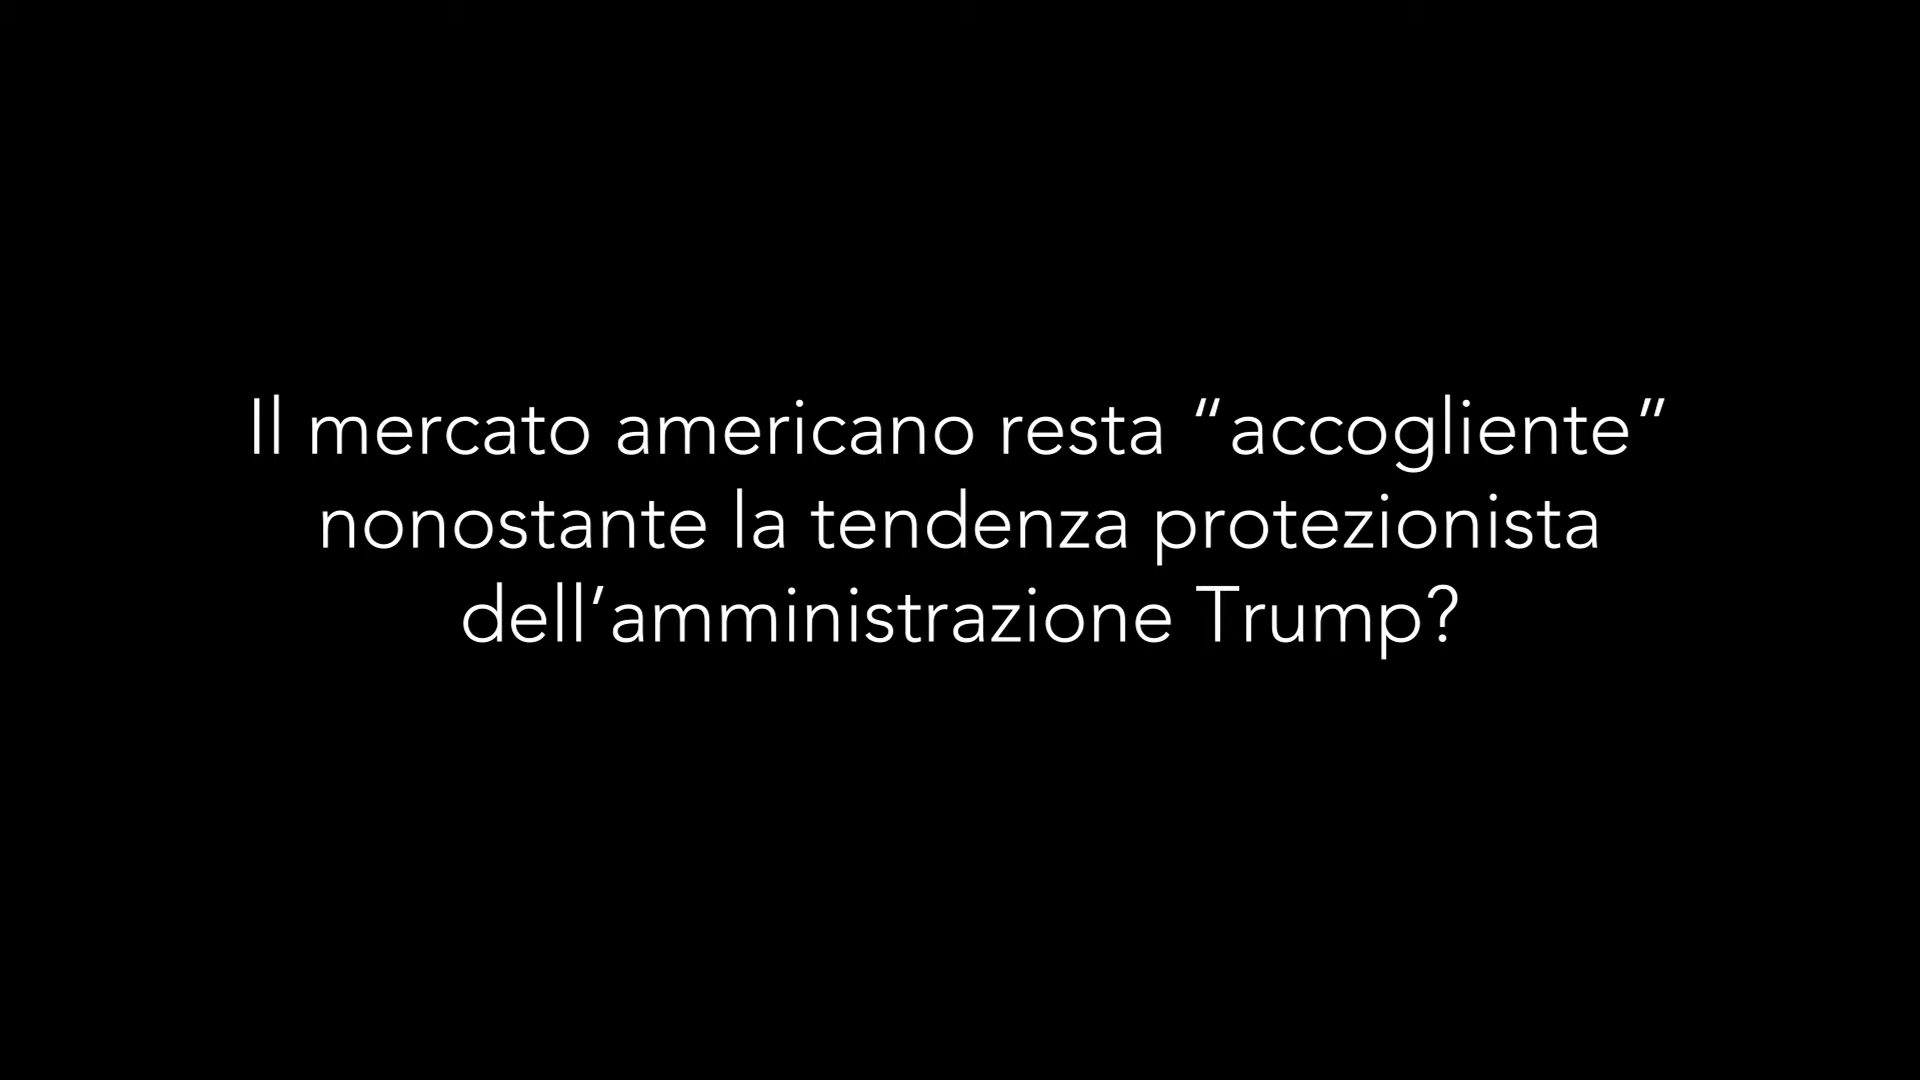 Il mercato americano resta “accogliente”
nonostante la tendenza protezionista
dell’amministrazione Trump?